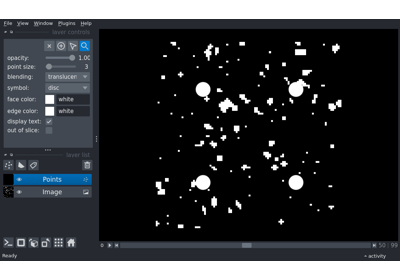 File View Window Plugins Help
layer controls
opacity: 1.00
point size: 3
blending: translucen
symbol: disc
face color: white
edge color: white
display text:
out of slice:
layer list
Points
Image
0 50 99
Ready activity